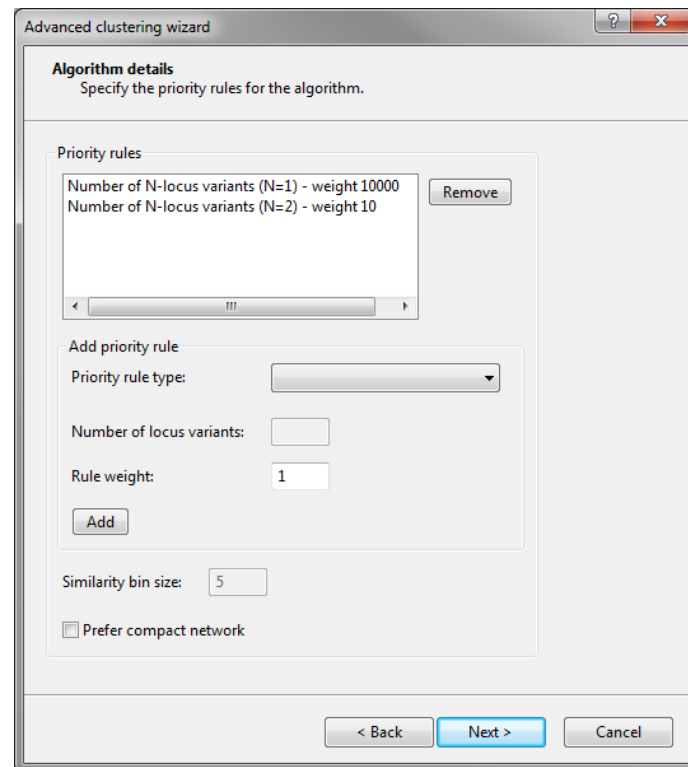 Advanced clustering wizard
?
Algorithm details
Specify the priority rules for the algorithm.
Priority rules
Number of N-locus variants (N=1) - weight 10000
Number of N-locus variants (N=2) - weight 10
Remove
Add priority rule
Priority rule type:
Number of locus variants:
Rule weight: 1
Add
Similarity bin size: 5
Prefer compact network
< Back Next > Cancel